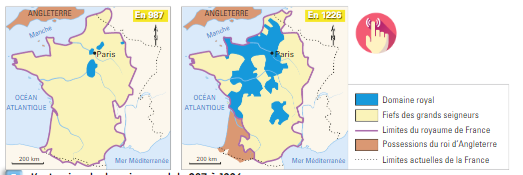 ANGLETERRE
En 987
Manche
Paris
OCÉAN
ATLANTIQUE
200 km
Mer Méditerranée
ANGLETERRE
En 1226
Manche
Paris
OCÉAN
ATLANTIQUE
200 km
Mer Méditerranée
Domaine royal
Fiefs des grands seigneurs
Limites du royaume de France
Possessions du roi d'Angleterre
Limites actuelles de la France